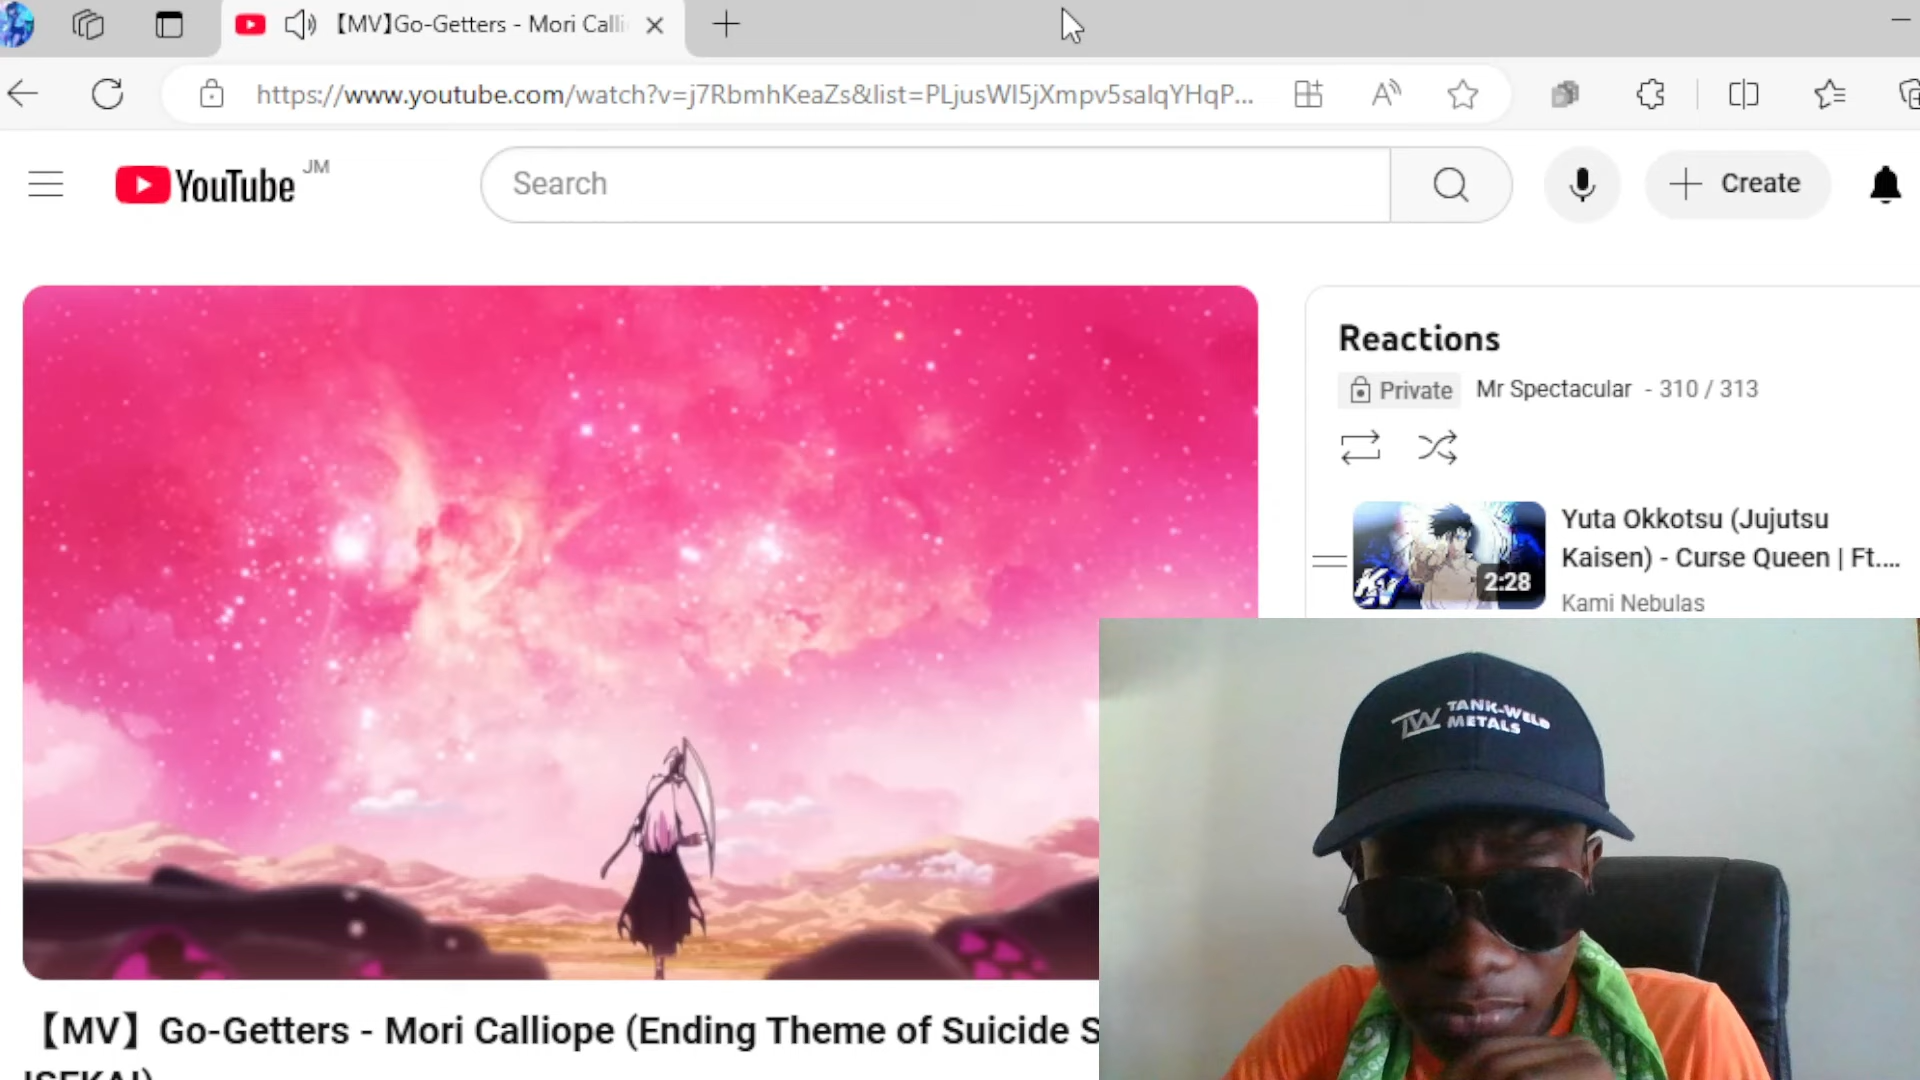 【MV】Go-Getters - Mori Calli
https://www.youtube.com/watch?v=j7RbmhKeaZs&list=PLjusWI5jXmpv5salqYHqP...
YouTube JM
Search
Create
Reactions
Private Mr Spectacular - 310 / 313
Yuta Okkotsu (Jujutsu
Kaisen) - Curse Queen | Ft....
2:28
Kami Nebulas
TW TANK-WELD
METALS
【MV】Go-Getters - Mori Calliope (Ending Theme of Suicide S
ISEKAI)